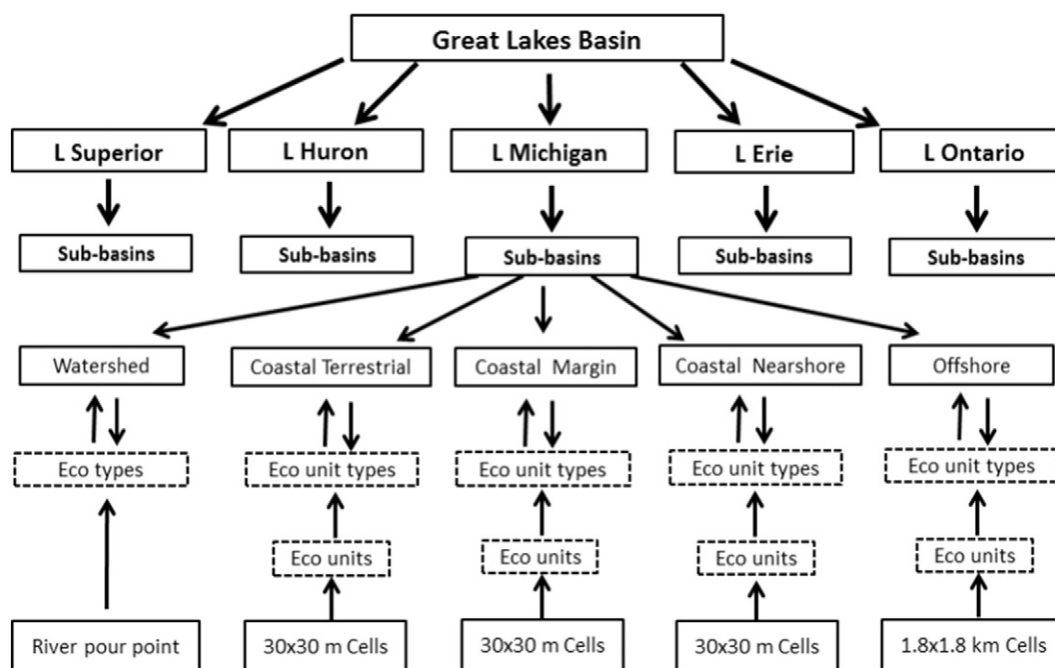 Great Lakes Basin
L Superior
L Huron
L Michigan
L Erie
L Ontario
Sub-basins
Sub-basins
Sub-basins
Sub-basins
Sub-basins
Watershed
Coastal Terrestrial
Coastal Margin
Coastal Nearshore
Offshore
Eco types
Eco unit types
Eco unit types
Eco unit types
Eco unit types
Eco units
Eco units
Eco units
Eco units
River pour point
30x30 m Cells
30x30 m Cells
30x30 m Cells
1.8x1.8 km Cells